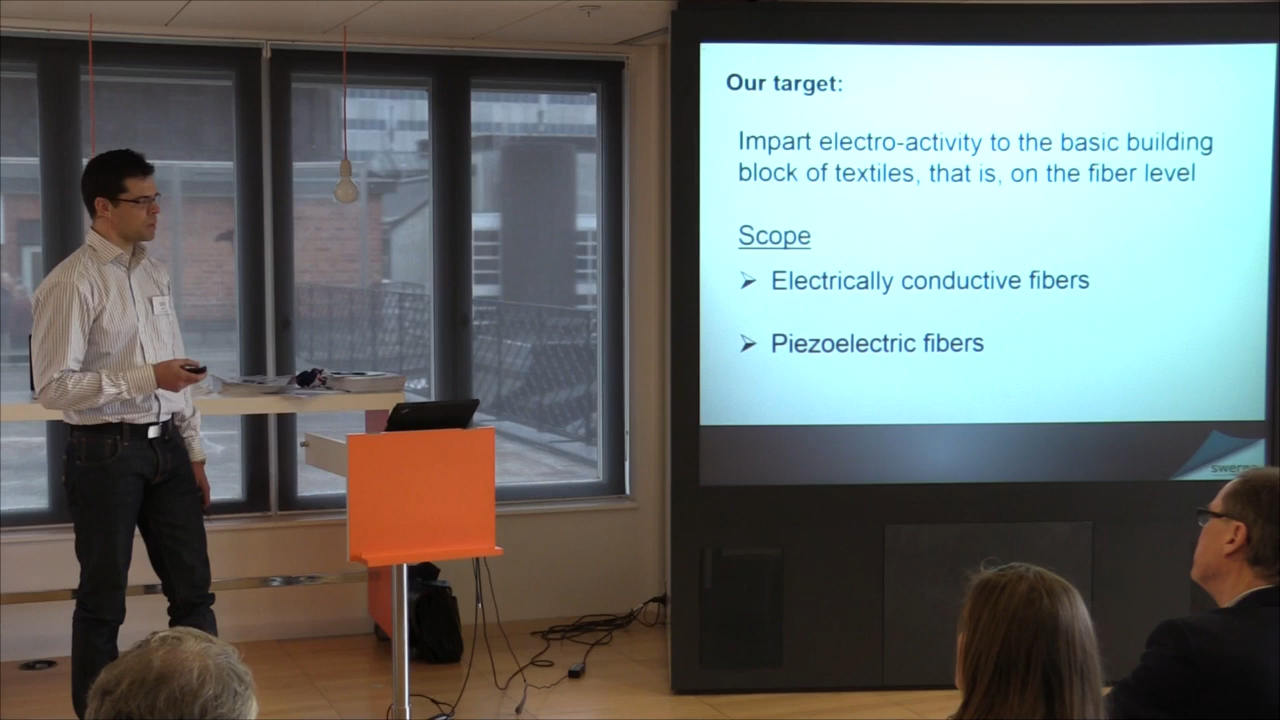 Our target:
Impart electro-activity to the basic building
block of textiles, that is, on the fiber level
Scope
➢ Electrically conductive fibers
➢ Piezoelectric fibers